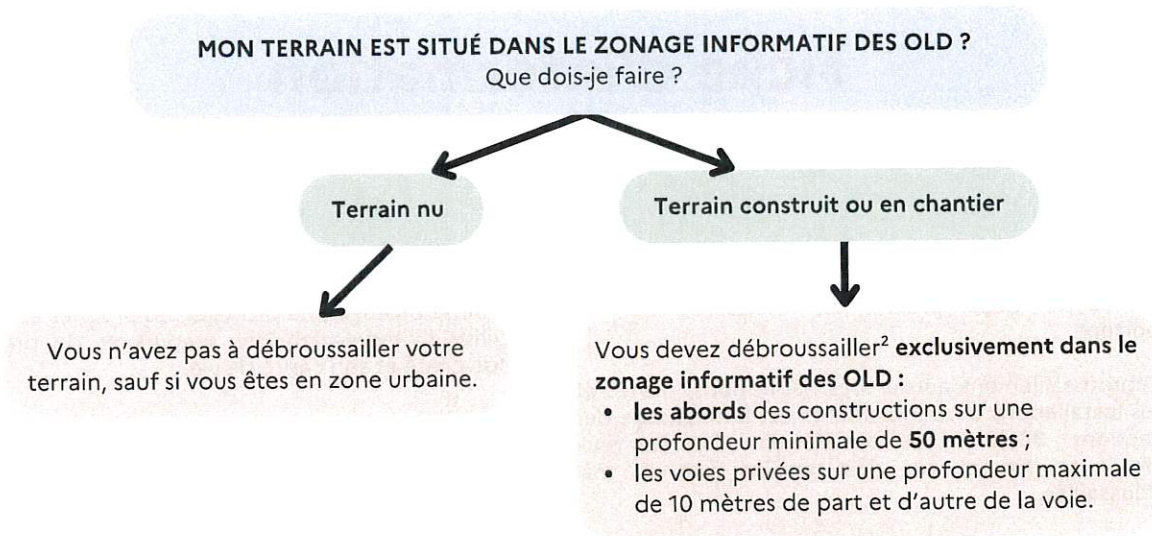 MON TERRAIN EST SITUÉ DANS LE ZONAGE INFORMATIF DES OLD ?
Que dois-je faire ?
Terrain nu
Terrain construit ou en chantier
Vous n'avez pas à débroussailler votre
terrain, sauf si vous êtes en zone urbaine.
Vous devez débroussailler² exclusivement dans le
zonage informatif des OLD :
• les abords des constructions sur une
profondeur minimale de 50 mètres ;
• les voies privées sur une profondeur maximale
de 10 mètres de part et d'autre de la voie.